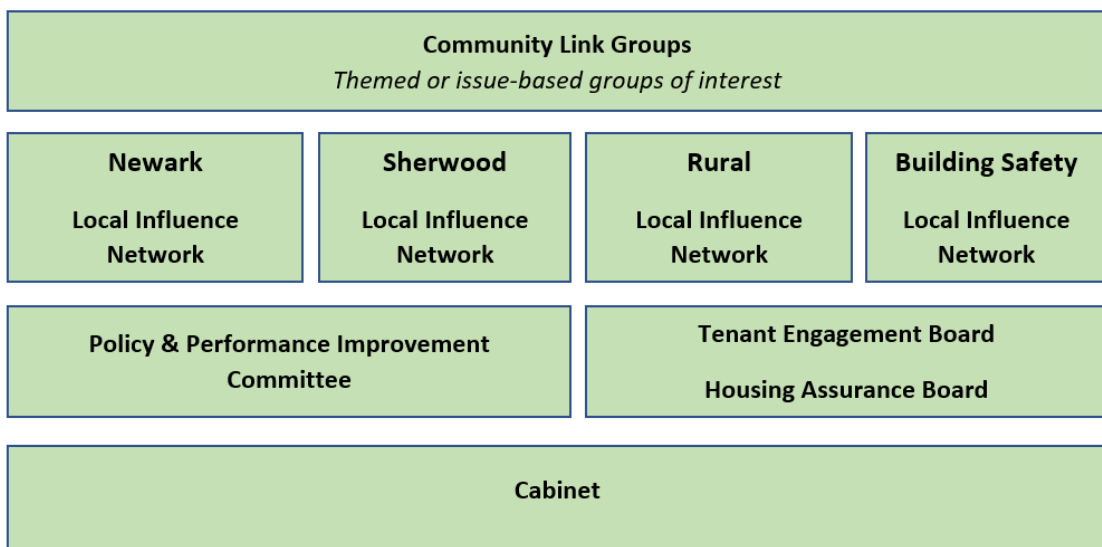 Community Link Groups
Themed or issue-based groups of interest
Newark
Local Influence
Network
Sherwood
Local Influence
Network
Rural
Local Influence
Network
Building Safety
Local Influence
Network
Policy & Performance Improvement
Committee
Tenant Engagement Board
Housing Assurance Board
Cabinet